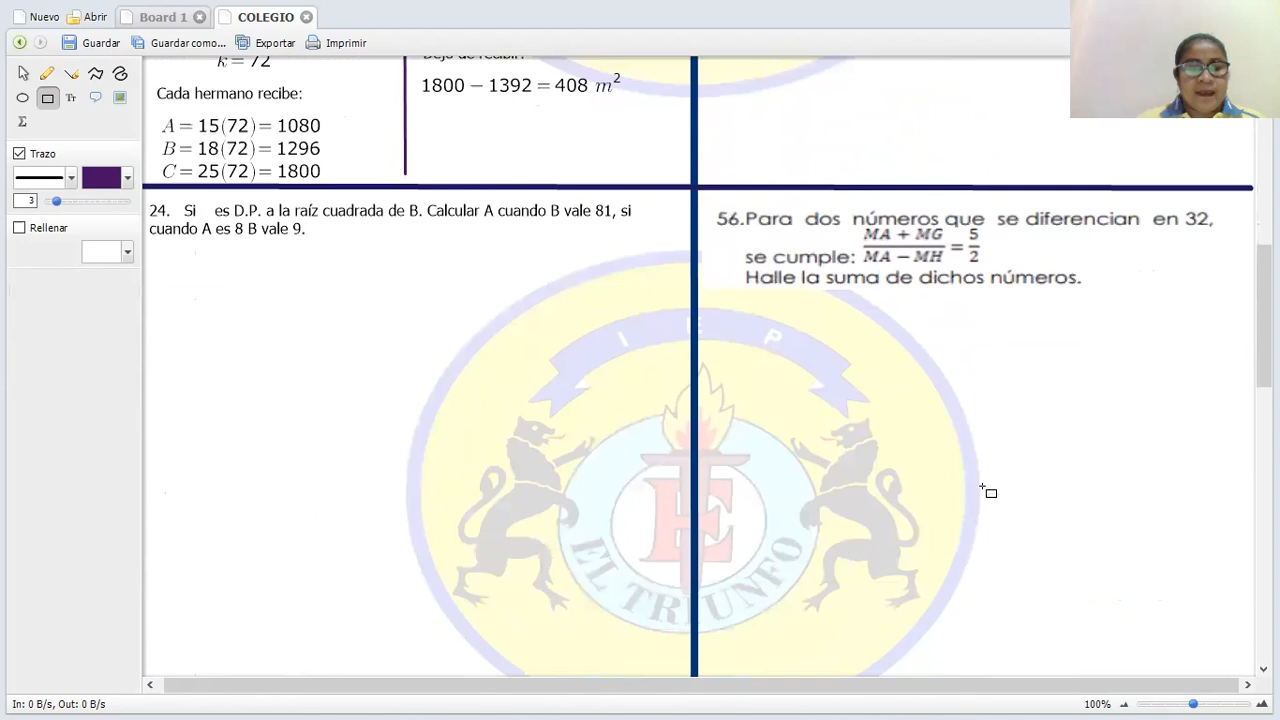 Nuevo Abrir Board 1 COLEGIO
Guardar Guardar como... Exportar Imprimir
k = 72
Cada hermano recibe:
A = 15(72) = 1080
B = 18(72) = 1296
C = 25(72) = 1800
1800 − 1392 = 408 m²
Tr
Σ
Trazo
3
Rellenar
24. Si es D.P. a la raíz cuadrada de B. Calcular A cuando B vale 81, si
cuando A es 8 B vale 9.
56.Para dos números que se diferencian en 32,
se cumple: (MA + MG)/(MA − MH) = 5/2
Halle la suma de dichos números.
I E P
E
EL TRIUNFO
In: 0 B/s, Out: 0 B/s
100%